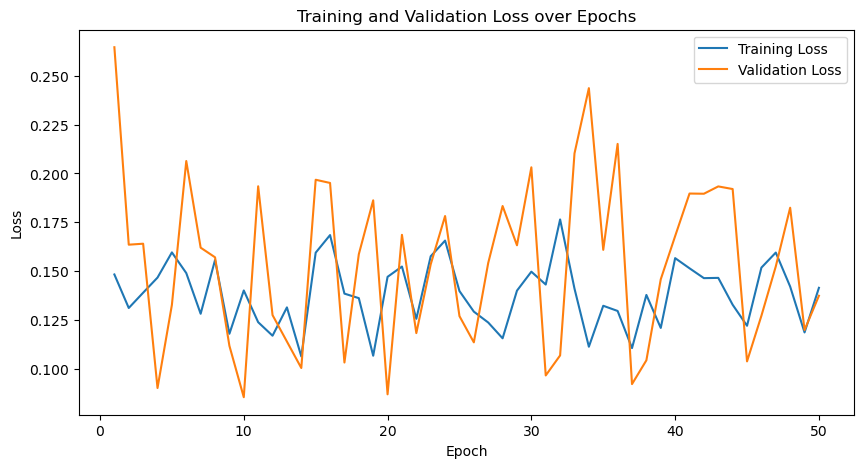 Training and Validation Loss over Epochs
Training Loss
Validation Loss
Loss
0.250
0.225
0.200
0.175
0.150
0.125
0.100
0
10
20
30
40
50
Epoch